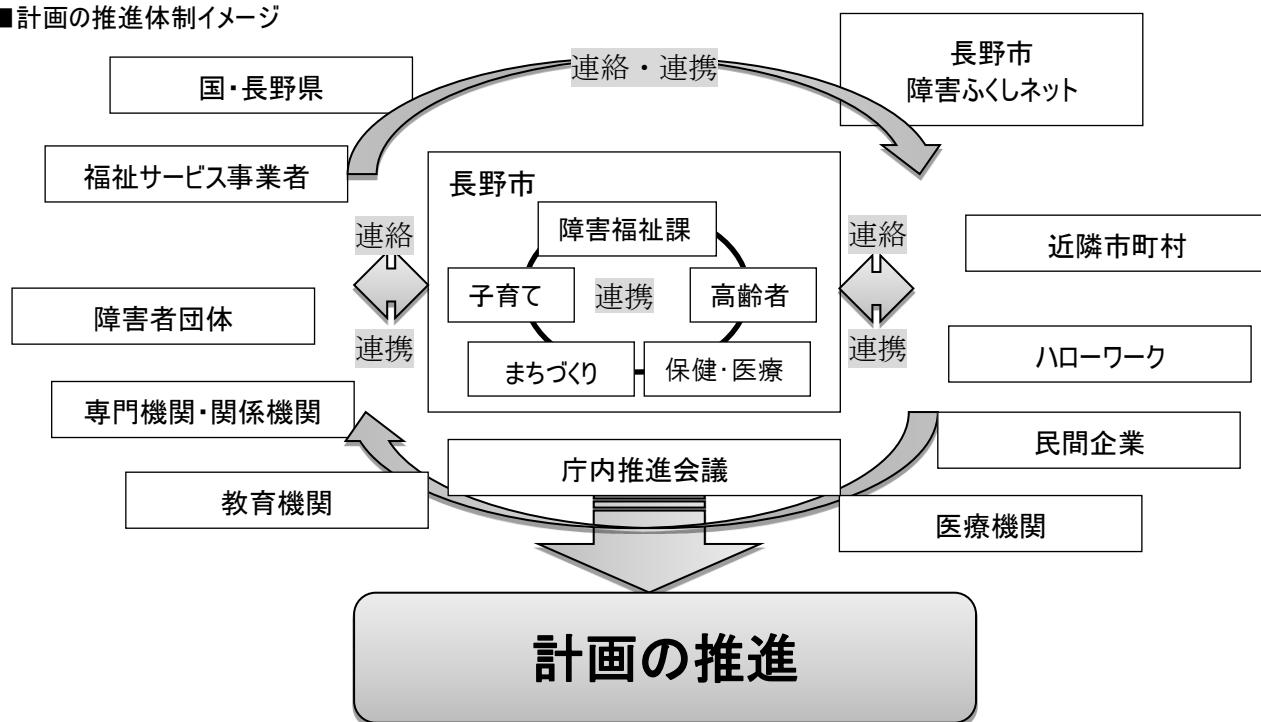 ■計画の推進体制イメージ
国・長野県
連絡・連携
長野市
障害ふくしネット
福祉サービス事業者
長野市
障害福祉課
連絡
連絡
近隣市町村
子育て
連携
高齢者
障害者団体
連携
連携
ハローワーク
まちづくり
保健・医療
専門機関・関係機関
民間企業
庁内推進会議
教育機関
医療機関
計画の推進